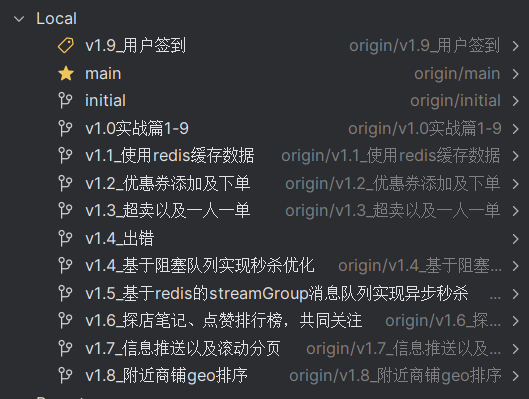 Local
v1.9_用户签到 origin/v1.9_用户签到
main origin/main
initial origin/initial
v1.0实战篇1-9 origin/v1.0实战篇1-9
v1.1_使用redis缓存数据 origin/v1.1_使用redis缓存数据
v1.2_优惠券添加及下单 origin/v1.2_优惠券添加及下单
v1.3_超卖以及一人一单 origin/v1.3_超卖以及一人一单
v1.4_出错
v1.4_基于阻塞队列实现秒杀优化 origin/v1.4_基于阻塞...
v1.5_基于redis的streamGroup消息队列实现异步秒杀 ...
v1.6_探店笔记、点赞排行榜，共同关注 origin/v1.6_探...
v1.7_信息推送以及滚动分页 origin/v1.7_信息推送以及...
v1.8_附近商铺geo排序 origin/v1.8_附近商铺geo排序